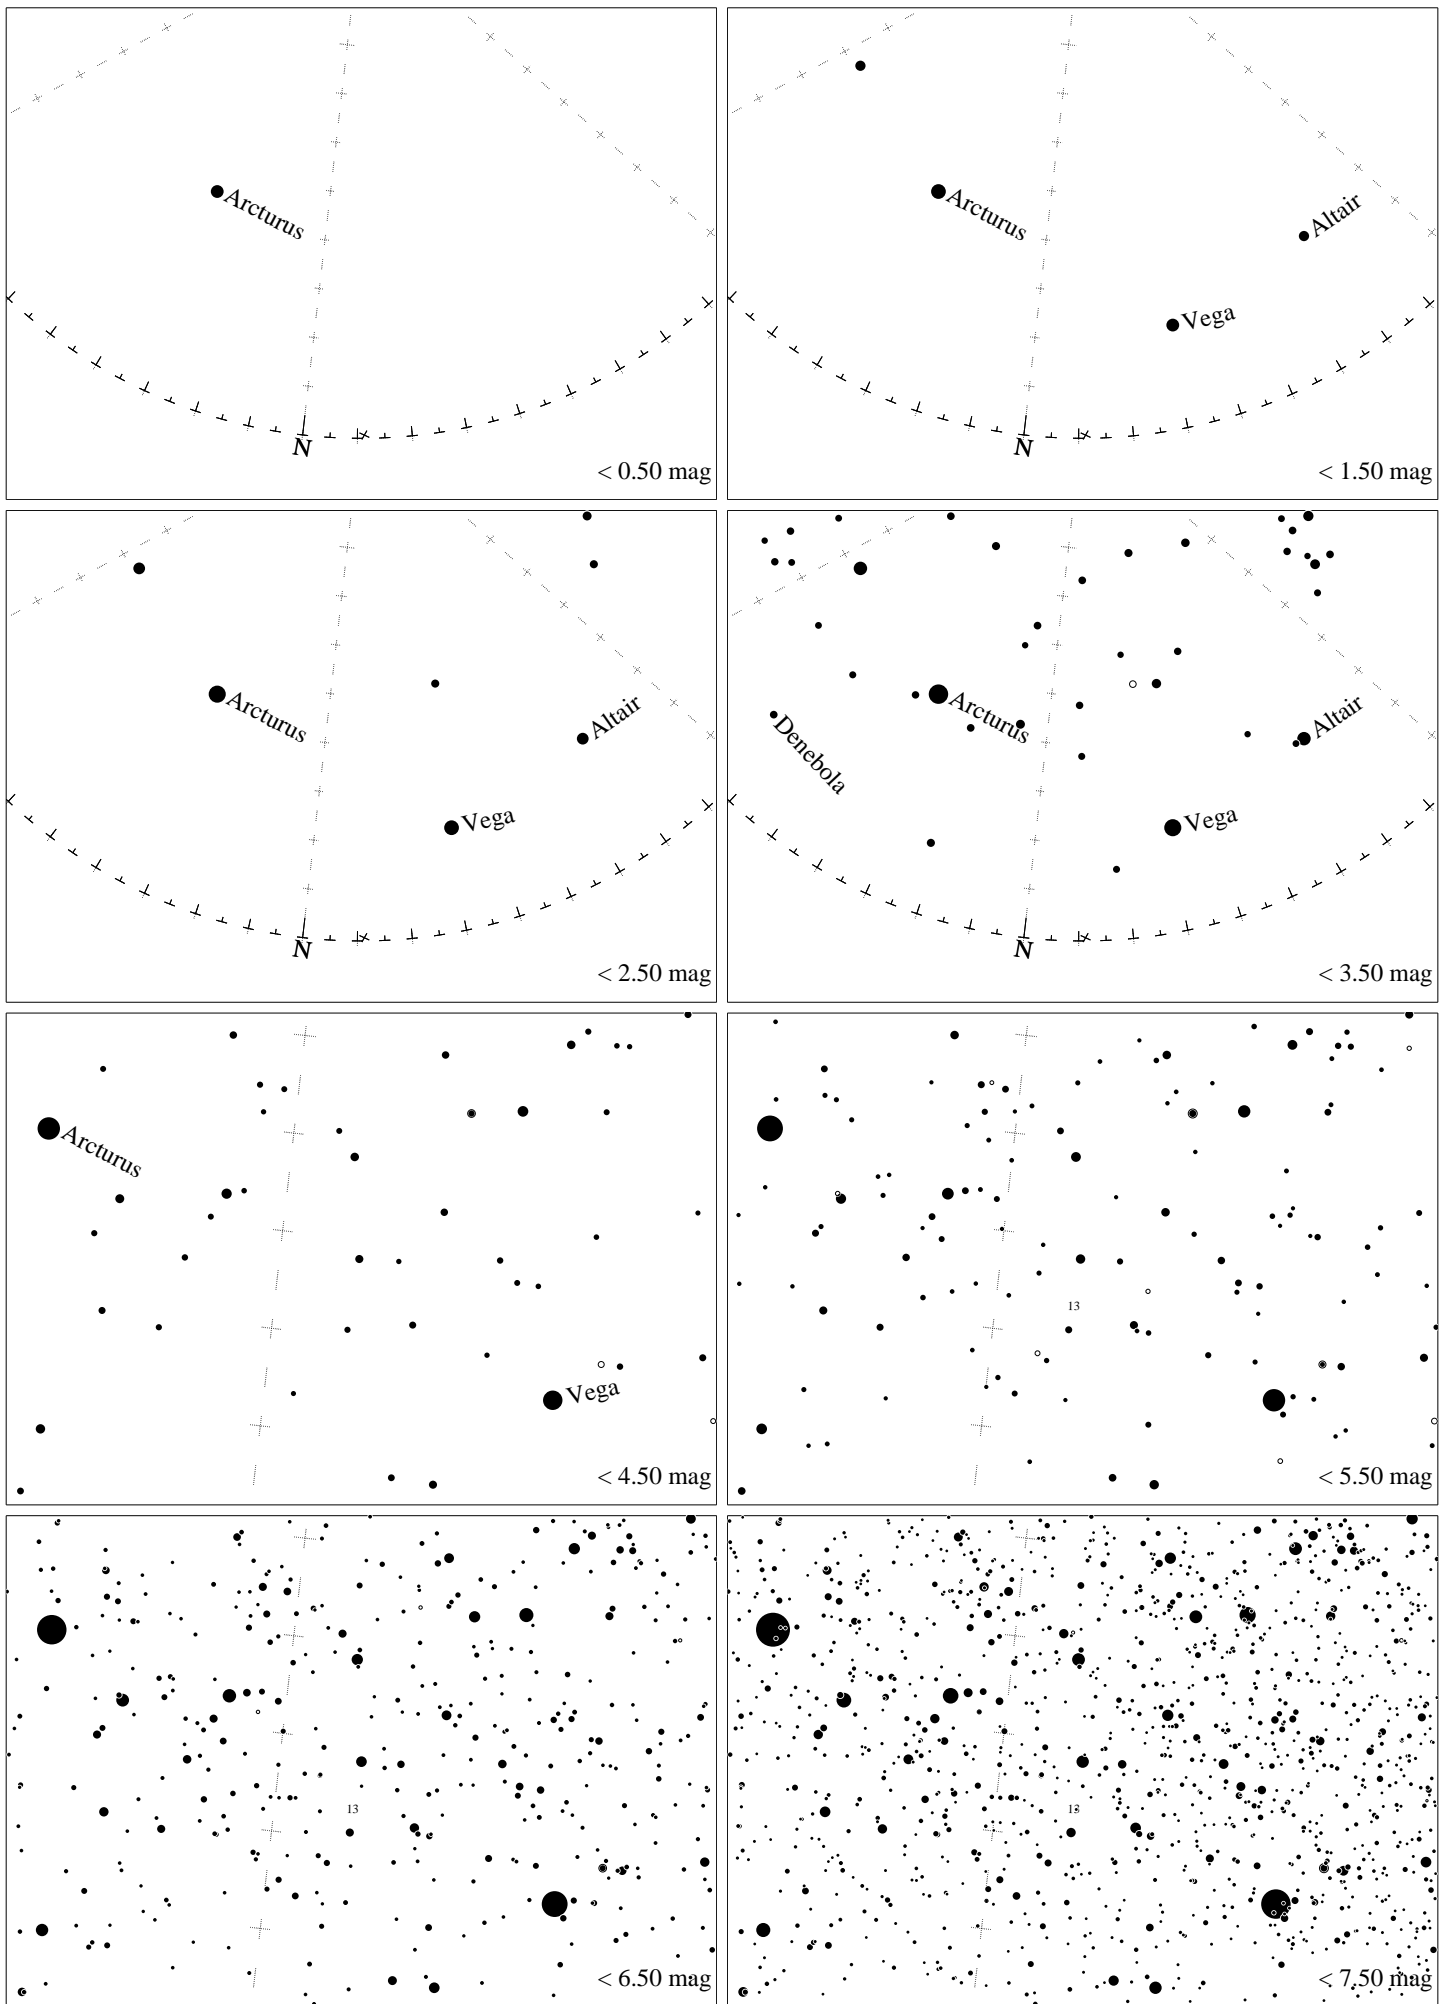 Arcturus
N
< 0.50 mag
Arcturus
Altair
Vega
N
< 1.50 mag
Arcturus
Altair
Vega
N
< 2.50 mag
Arcturus
Denebola
Altair
Vega
N
< 3.50 mag
Arcturus
Vega
< 4.50 mag
13
< 5.50 mag
13
< 6.50 mag
13
< 7.50 mag